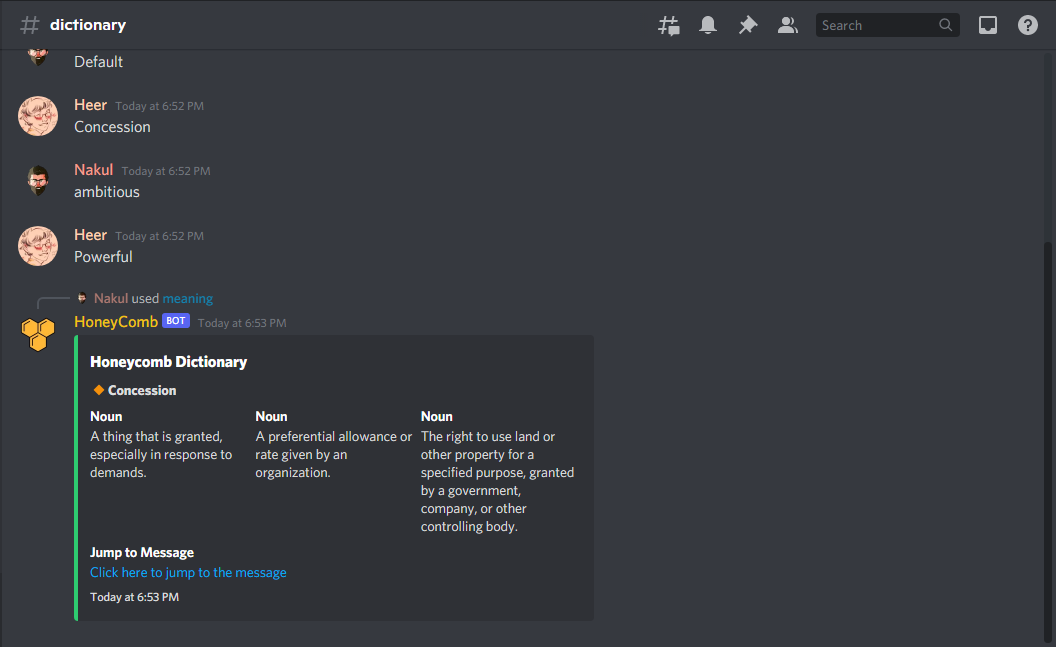 # dictionary
Search
Default
Heer Today at 6:52 PM
Concession
Nakul Today at 6:52 PM
ambitious
Heer Today at 6:52 PM
Powerful
Nakul used meaning
HoneyComb BOT Today at 6:53 PM
Honeycomb Dictionary
Concession
Noun
A thing that is granted,
especially in response to
demands.
Noun
A preferential allowance or
rate given by an
organization.
Noun
The right to use land or
other property for a
specified purpose, granted
by a government,
company, or other
controlling body.
Jump to Message
Click here to jump to the message
Today at 6:53 PM